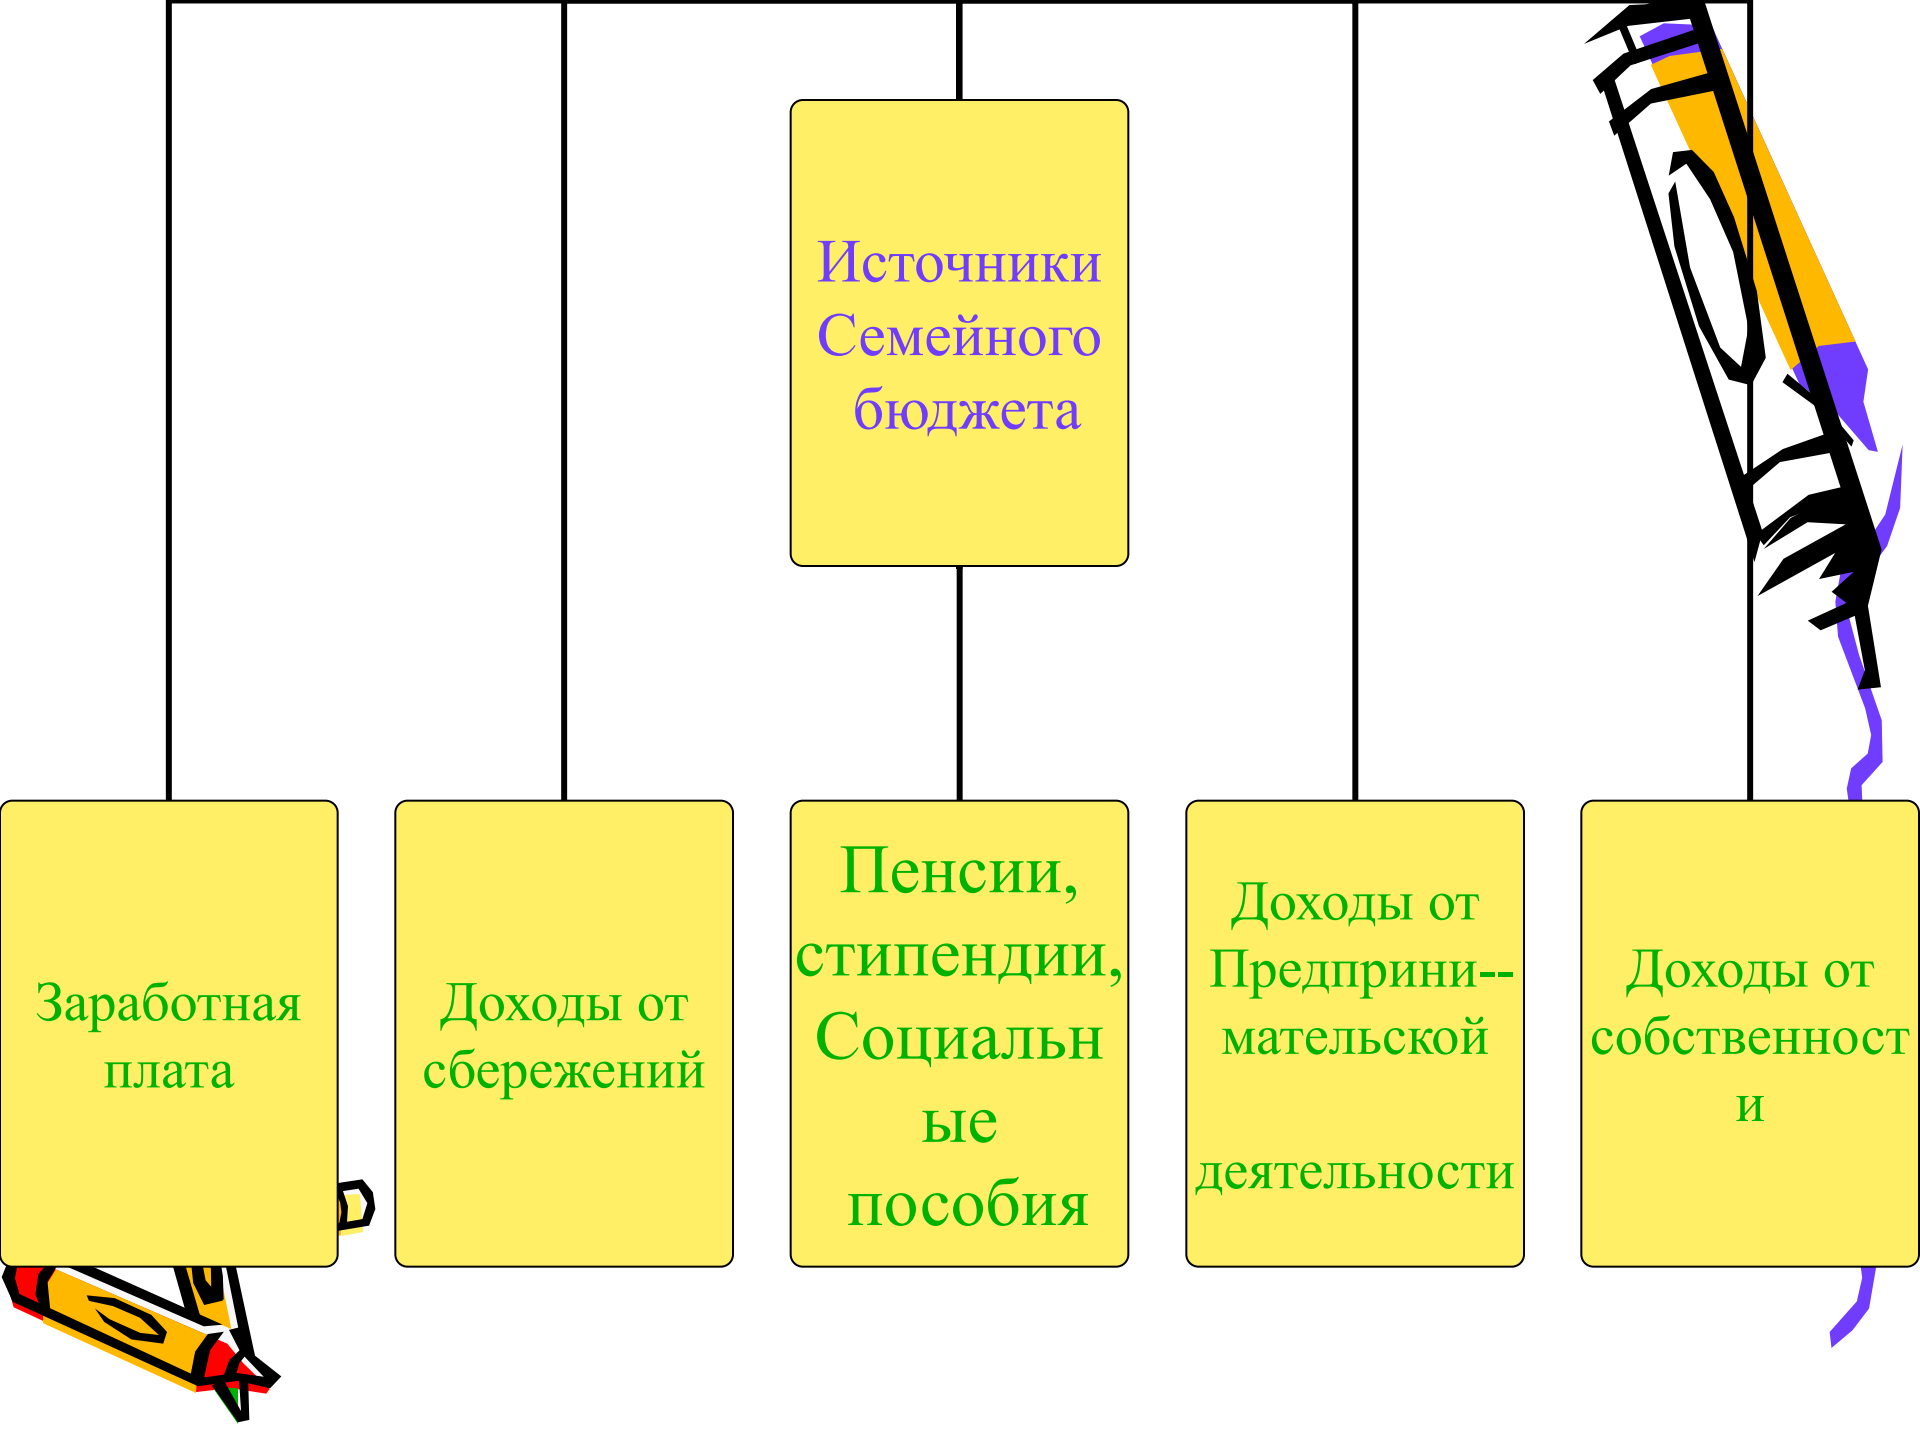 Источники
Семейного
бюджета
Заработная
плата
Доходы от
сбережений
Пенсии,
стипендии,
Социальн
ые
пособия
Доходы от
Предприни--
мательской
деятельности
Доходы от
собственност
и